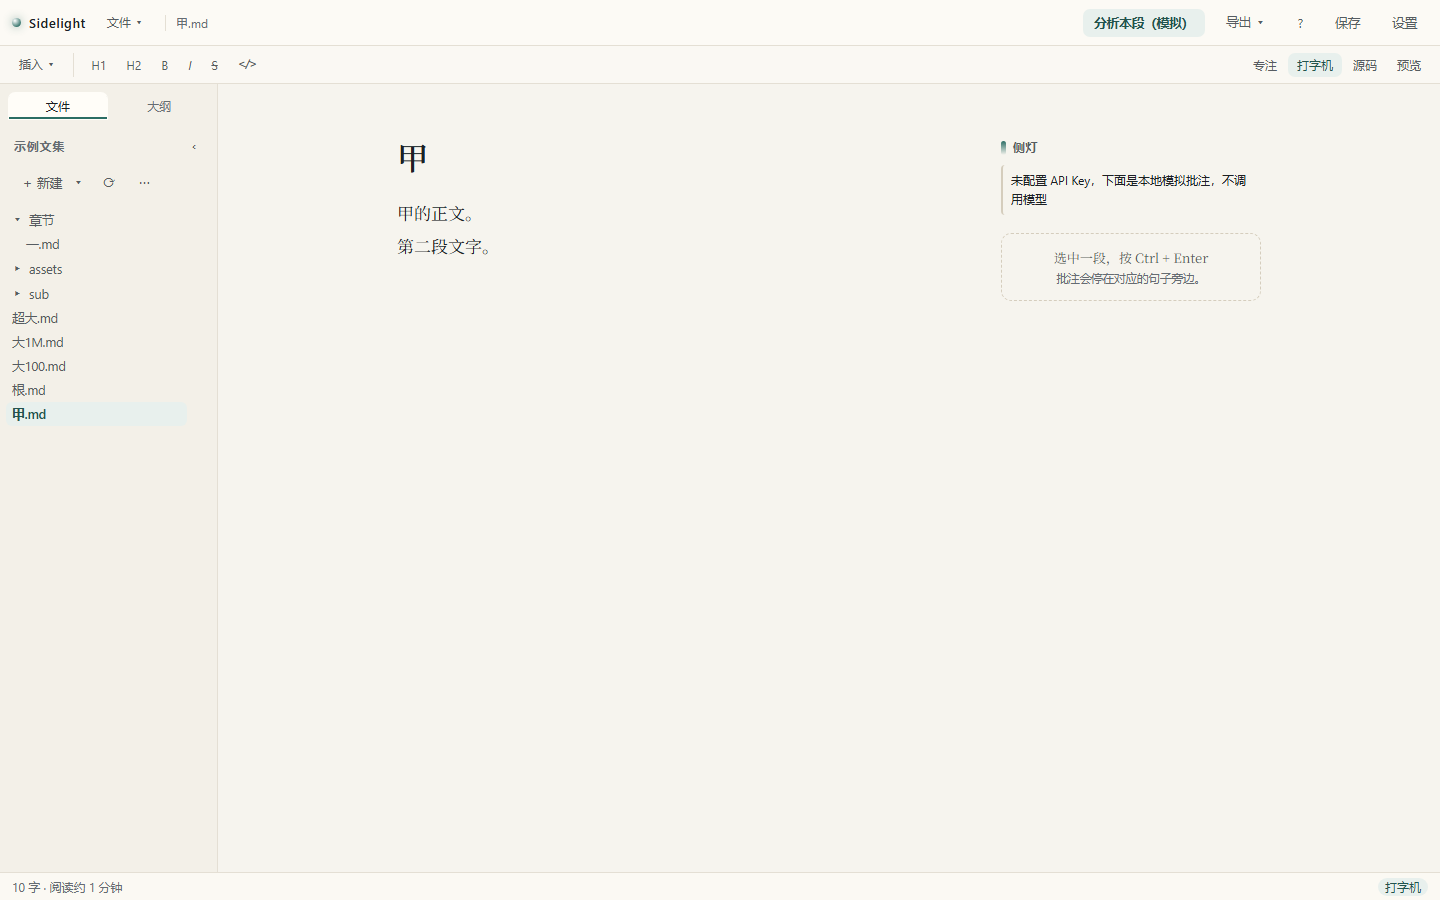 Sidelight 文件 甲.md 分析本段（模拟） 导出 ? 保存 设置
插入 H1 H2 B I S </> 专注 打字机 源码 预览
文件 大纲
示例文集
+ 新建 ...
章节
一.md
assets
sub
超大.md
大1M.md
大100.md
根.md
甲.md
甲
甲的正文。
第二段文字。
侧灯
未配置 API Key，下面是本地模拟批注，不调
用模型
选中一段，按 Ctrl + Enter
批注会停在对应的句子旁边。
10 字 · 阅读约 1 分钟 打字机